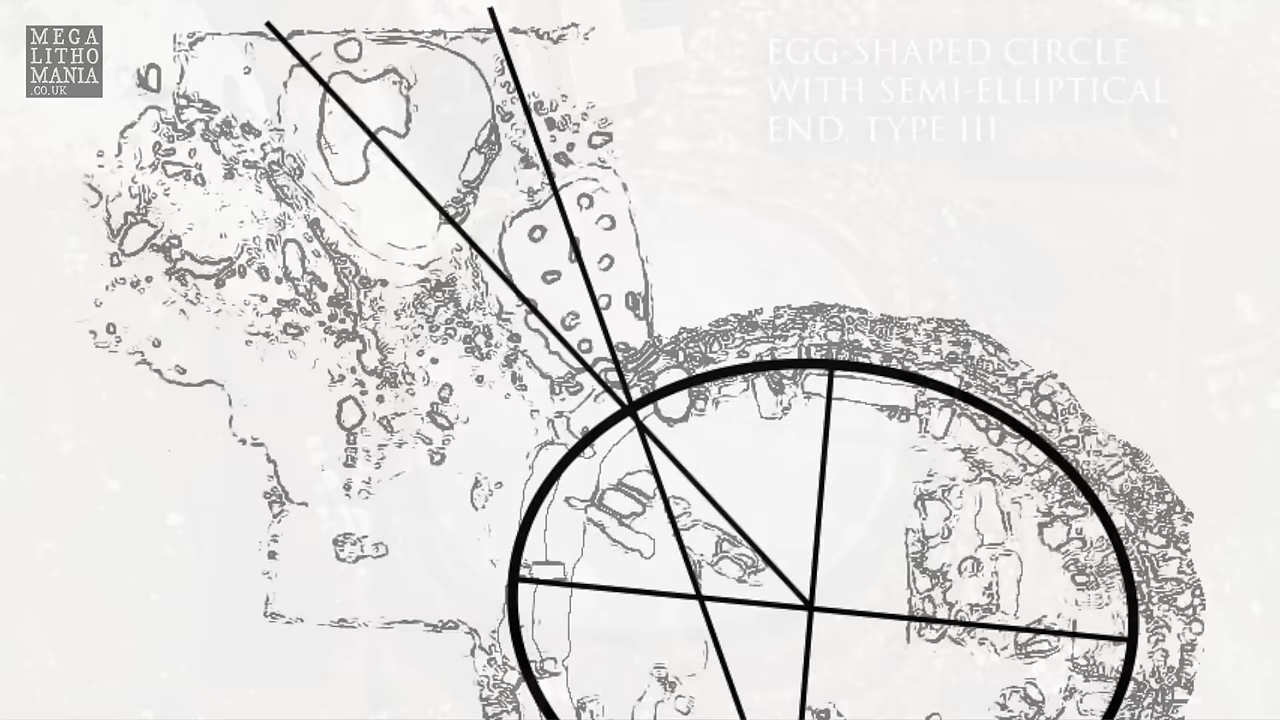 MEGA
LITHO
MANIA
.CO.UK
EGG-SHAPED CIRCLE
WITH SEMI-ELLIPTICAL
END, TYPE III